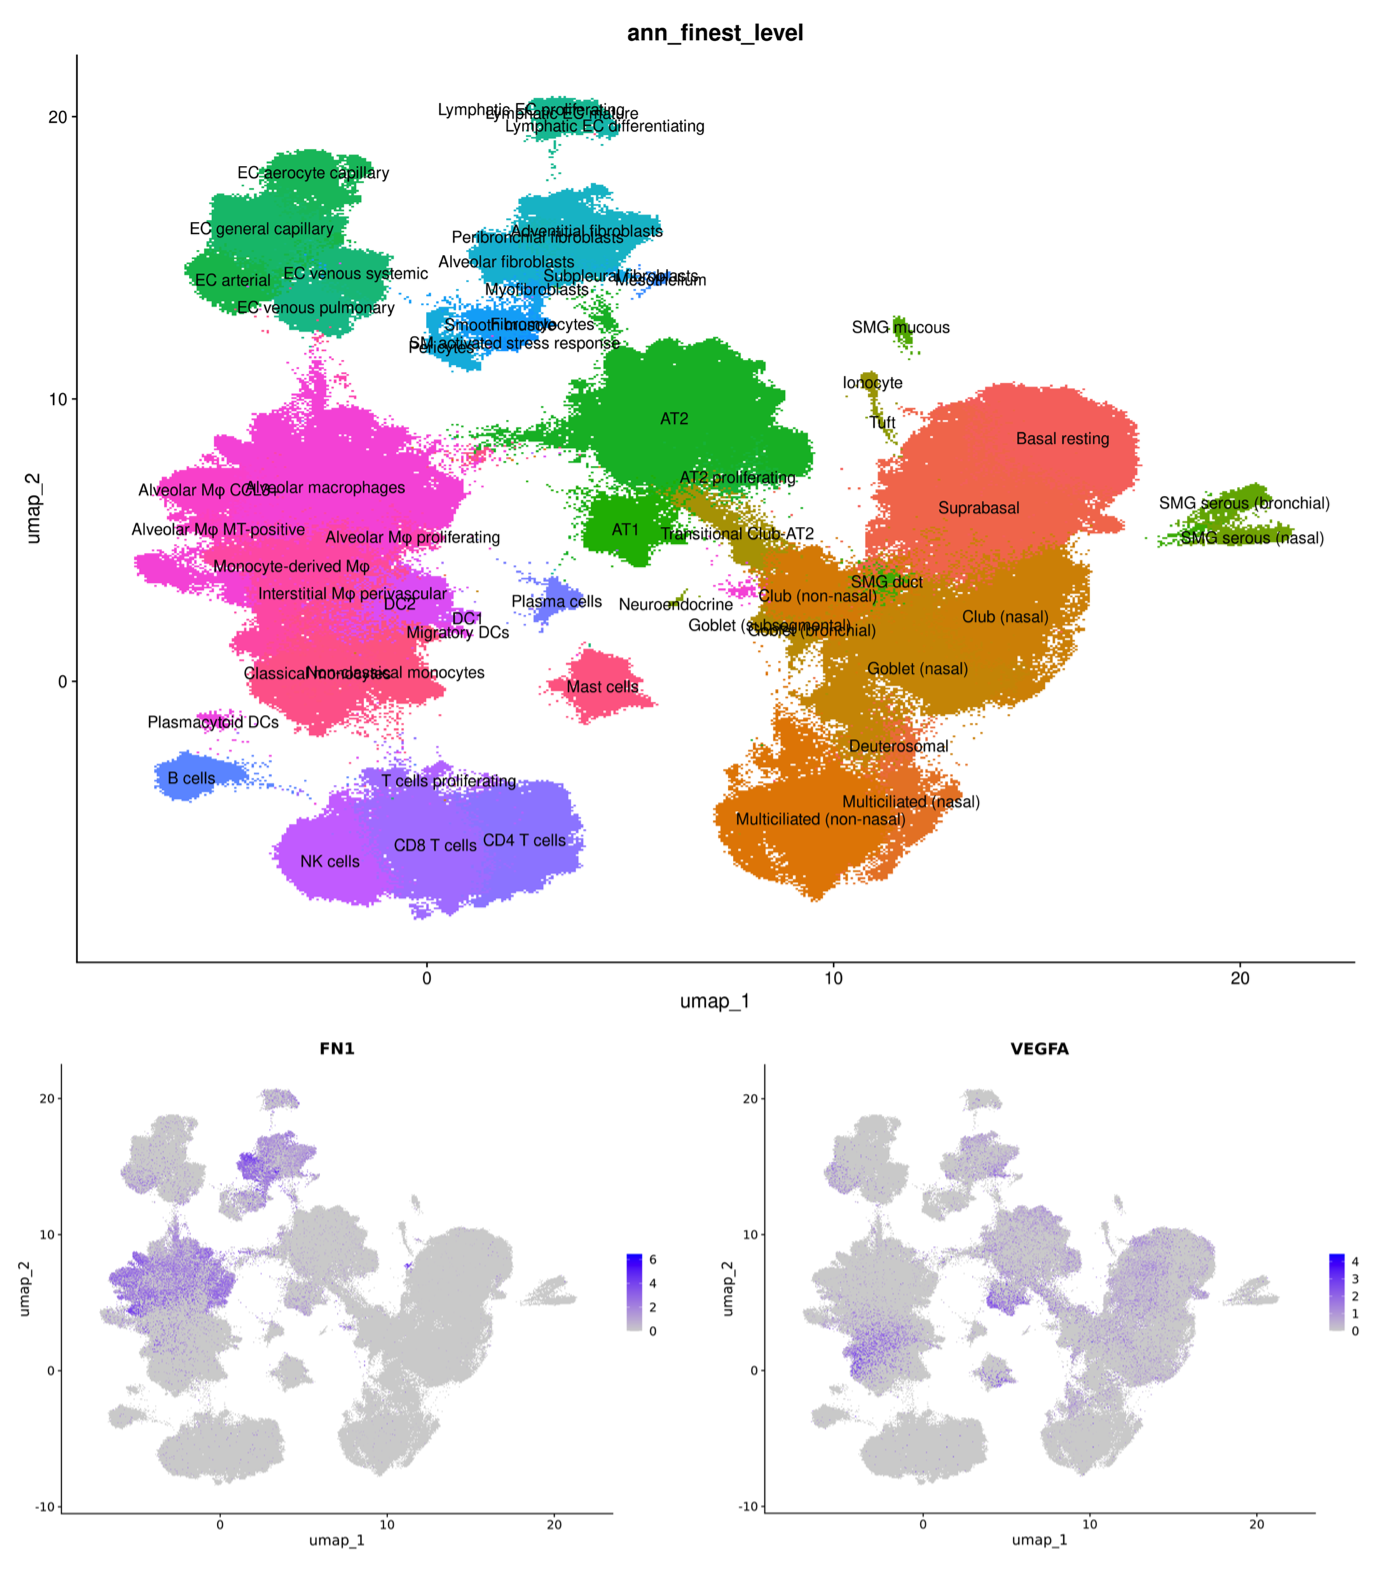 ann_finest_level
20
10
0
umap_2
Lymphatic EC proliferating
Lymphatic EC mature
Lymphatic EC differentiating
EC aerocyte capillary
EC general capillary
Adventitial fibroblasts
Peribronchial fibroblasts
Alveolar fibroblasts
EC venous systemic
EC arterial
Subpleural fibroblasts
Mesothelium
Myofibroblasts
EC venous pulmonary
Smooth muscle
Fibromyocytes
SM activated stress response
Pericytes
SMG mucous
Ionocyte
Tuft
AT2
Basal resting
AT2 proliferating
Alveolar Mφ CCL3+
Alveolar macrophages
Suprabasal
SMG serous (bronchial)
Alveolar Mφ MT-positive
AT1
Transitional Club-AT2
Alveolar Mφ proliferating
SMG serous (nasal)
Monocyte-derived Mφ
SMG duct
Interstitial Mφ perivascular
Club (non-nasal)
DC2
Plasma cells
Neuroendocrine
DC1
Club (nasal)
Goblet (subsegmental)
Goblet (bronchial)
Migratory DCs
Goblet (nasal)
Classical monocytes
Non-classical monocytes
Mast cells
Plasmacytoid DCs
Deuterosomal
B cells
T cells proliferating
Multiciliated (nasal)
Multiciliated (non-nasal)
CD4 T cells
CD8 T cells
NK cells
0
10
20
umap_1
FN1
20
10
0
-10
umap_2
0
10
20
umap_1
6
4
2
0
VEGFA
20
10
0
-10
umap_2
0
10
20
umap_1
4
3
2
1
0